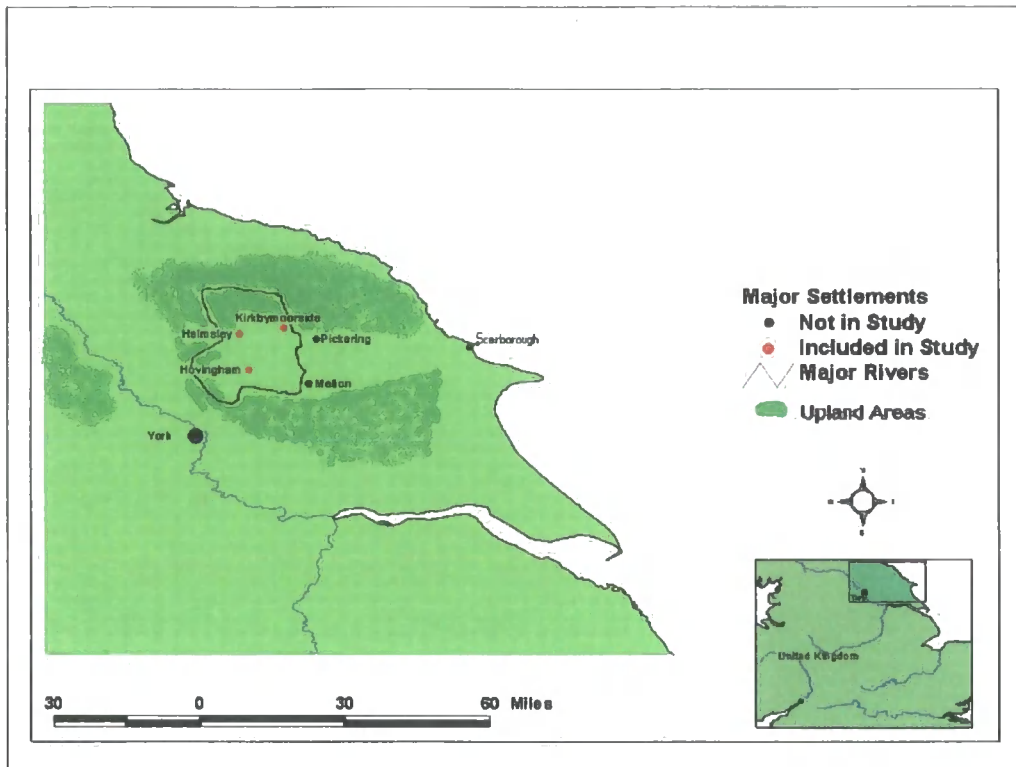 Kirkbymoorside
Helmsley
Pickering
Scarborough
Hovingham
Malton
York
Major Settlements
Not in Study
Included in Study
Major Rivers
Upland Areas
United Kingdom
30 0 30 60 Miles